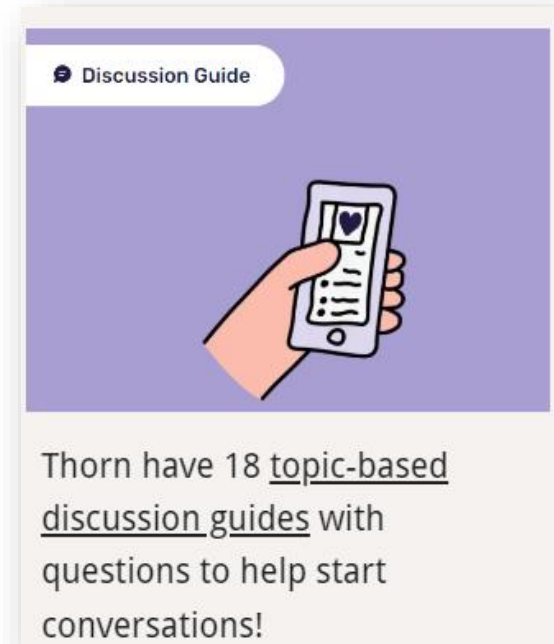 Discussion Guide
Thorn have 18 topic-based
discussion guides with
questions to help start
conversations!